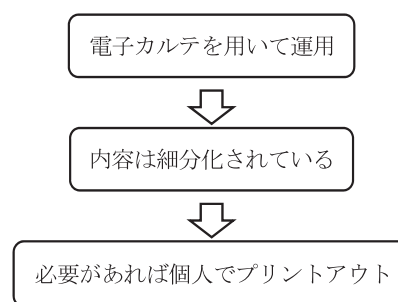 電子カルテを用いて運用
内容は細分化されている
必要があれば個人でプリントアウト